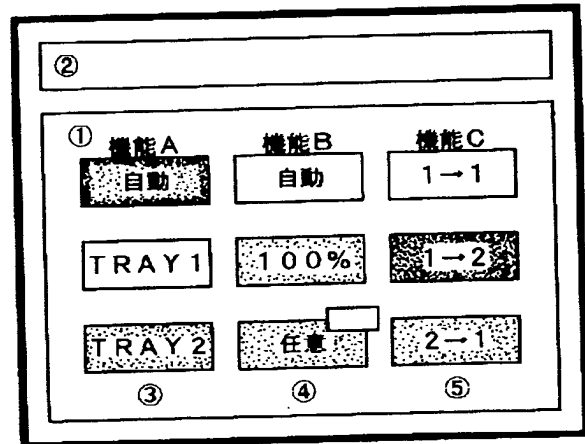 ②
① 機能A 機能B 機能C
自動 自動 1→1
TRAY1 100% 1→2
TRAY2 任意 2→1
③ ④ ⑤